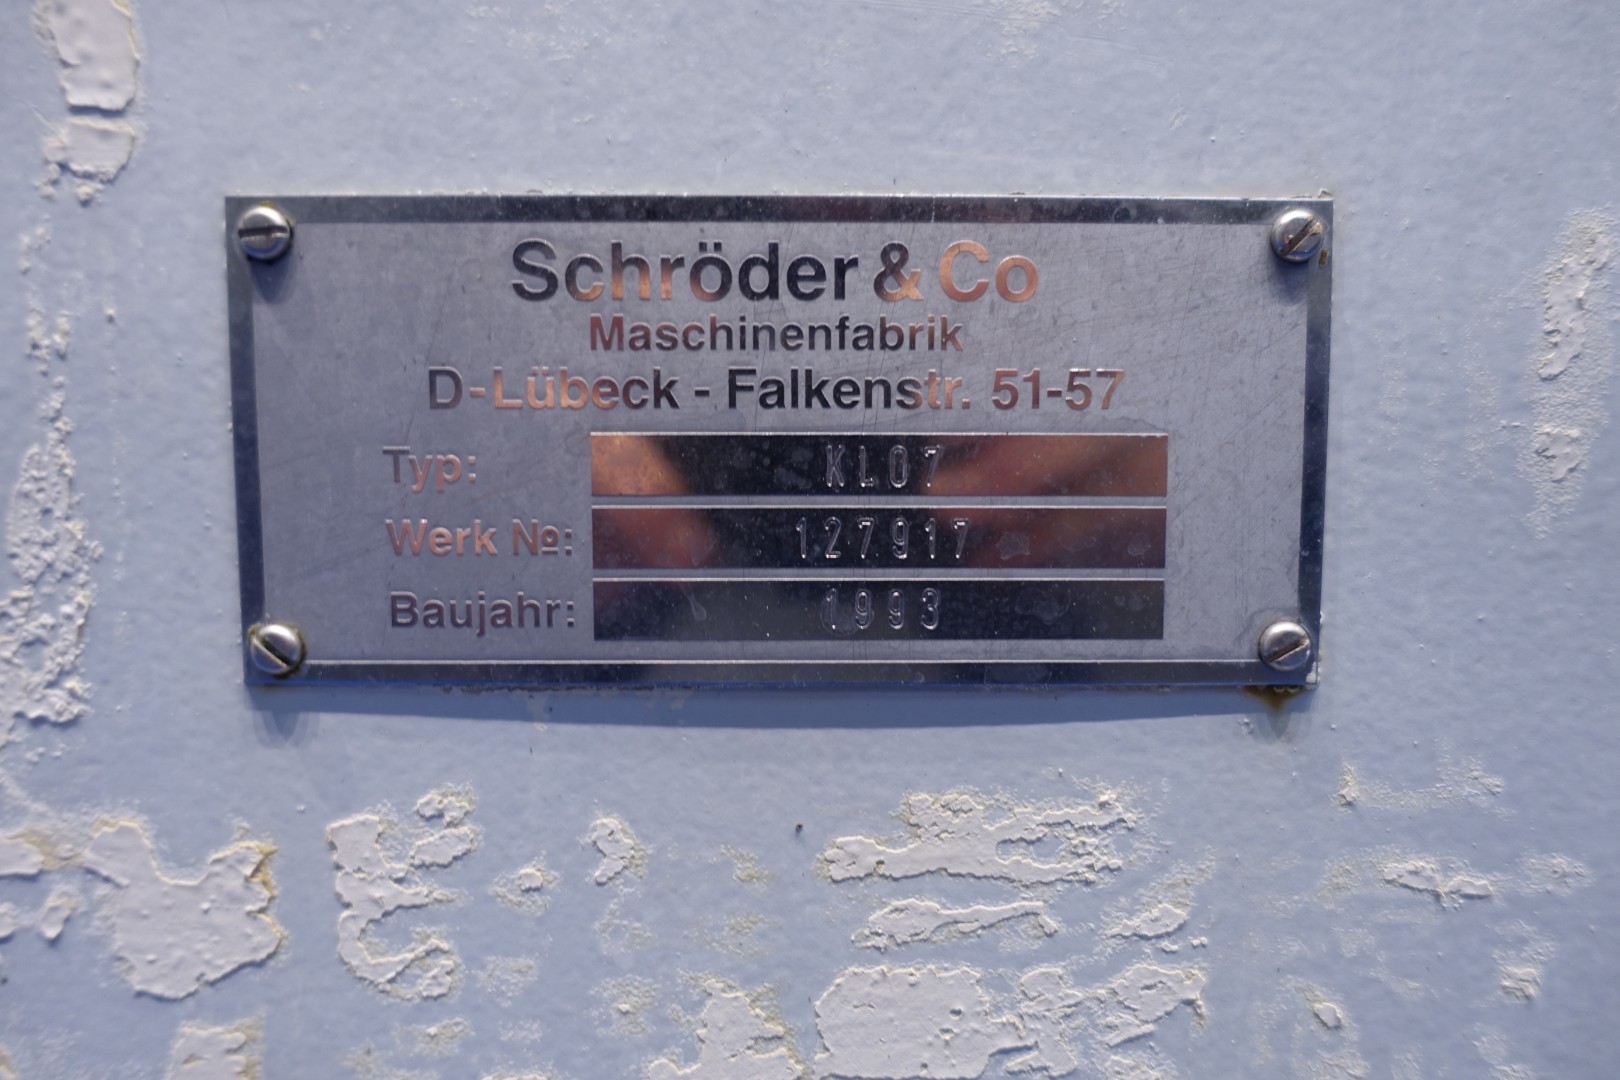 Schröder & Co
Maschinenfabrik
D-Lübeck - Falkenstr. 51-57
Typ: KL07
Werk №: 127917
Baujahr: 1993